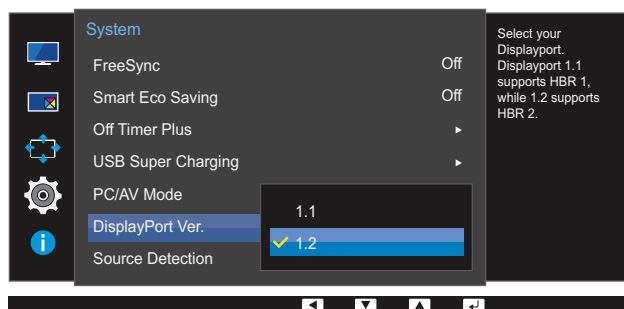 System
FreeSync Off
Smart Eco Saving Off
Off Timer Plus
USB Super Charging
PC/AV Mode
DisplayPort Ver.
Source Detection
1.1
1.2
Select your
Displayport.
Displayport 1.1
supports HBR 1,
while 1.2 supports
HBR 2.